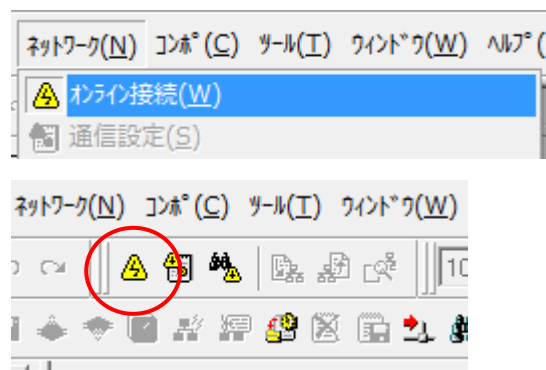 ﾈｯﾄﾜｰｸ(N) ｺﾝﾎﾟ(C) ﾂｰﾙ(T) ｳｨﾝﾄﾞｳ(W) ﾍﾙﾌﾟ(
ｵﾝﾗｲﾝ接続(W)
通信設定(S)
ﾈｯﾄﾜｰｸ(N) ｺﾝﾎﾟ(C) ﾂｰﾙ(T) ｳｨﾝﾄﾞｳ(W)
10